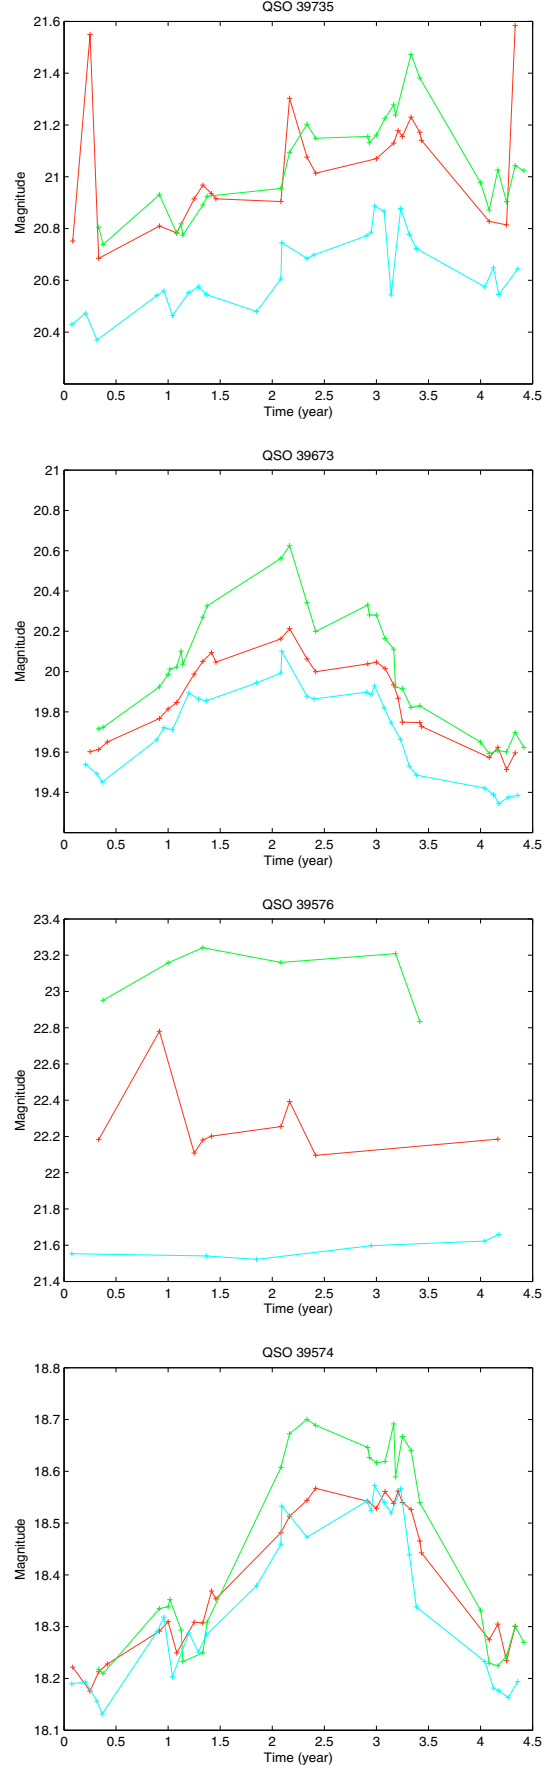 QSO 39735
21.6
21.4
21.2
21
20.8
20.6
20.4
Magnitude
0 0.5 1 1.5 2 2.5 3 3.5 4 4.5
Time (year)
QSO 39673
21
20.8
20.6
20.4
20.2
20
19.8
19.6
19.4
Magnitude
0 0.5 1 1.5 2 2.5 3 3.5 4 4.5
Time (year)
QSO 39576
23.4
23.2
23
22.8
22.6
22.4
22.2
22
21.8
21.6
21.4
Magnitude
0 0.5 1 1.5 2 2.5 3 3.5 4 4.5
Time (year)
QSO 39574
18.8
18.7
18.6
18.5
18.4
18.3
18.2
18.1
Magnitude
0 0.5 1 1.5 2 2.5 3 3.5 4 4.5
Time (year)